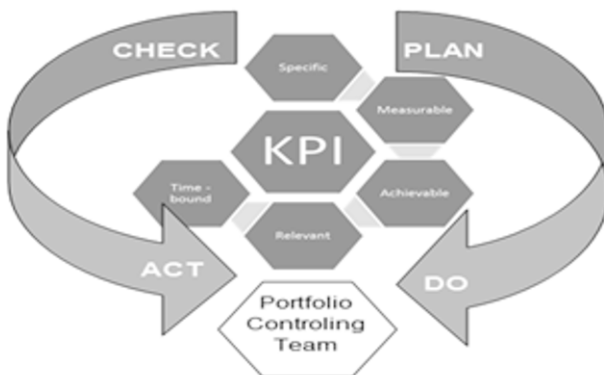 CHECK
PLAN
Specific
Measurable
KPI
Time -
bound
Achievable
Relevant
ACT
DO
Portfolio
Controling
Team